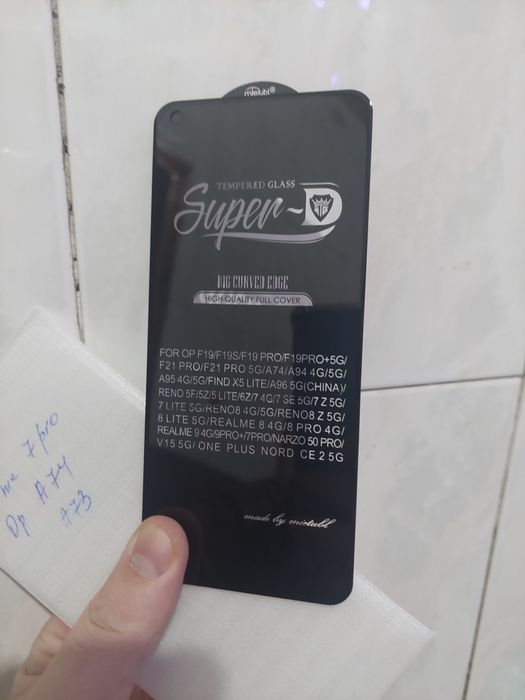 mietubl®
TEMPERED GLASS
Super-D
BIG CURVED EDGE
HIGH QUALITY FULL COVER
FOR OP F19/F19S/F19 PRO/F19PRO+5G/
F21 PRO/F21 PRO 5G/A74/A94 4G/5G/
A95 4G/5G/FIND X5 LITE/A96 5G(CHINA)/
RENO 5F/5Z/5 LITE/6Z/7 4G/7 SE 5G/7 Z 5G/
7 LITE 5G/RENO8 4G/5G/RENO8 Z 5G/
8 LITE 5G/REALME 8 4G/8 PRO 4G/
REALME 9 4G/9PRO+/7PRO/NARZO 50 PRO/
V15 5G/ ONE PLUS NORD CE 2 5G
made by mietubl
me 7 pro
Op A74
A73